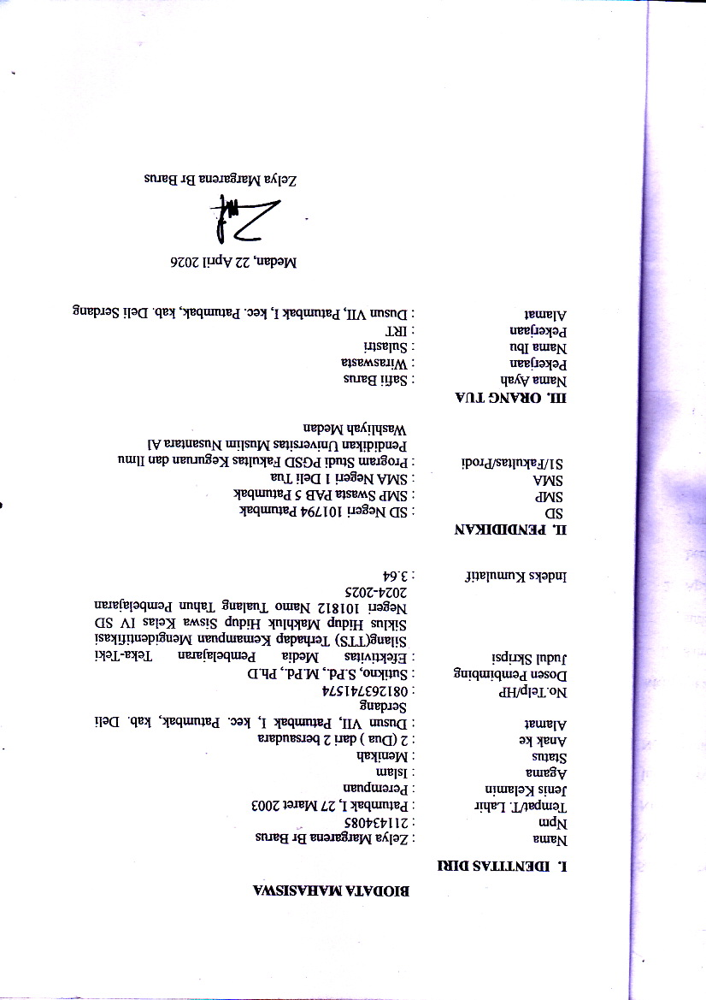 BIODATA MAHASISWA
I. IDENTITAS DIRI
Nama : Zelya Margarena Br Barus
Npm : 211434085
Tempat/T. Lahir : Patumbak I, 27 Maret 2003
Jenis Kelamin : Perempuan
Agama : Islam
Status : Menikah
Anak ke : 2 (Dua ) dari 2 bersaudara
Alamat : Dusun VII, Patumbak I, kec. Patumbak, kab. Deli
Serdang
No.Telp/HP : 081263741574
Dosen Pembimbing : Sutikno, S.Pd., M.Pd., Ph.D
Judul Skripsi : Efektivitas Media Pembelajaran Teka-Teki
Silang(TTS) Terhadap Kemampuan Mengidentifikasi
Siklus Hidup Makhluk Hidup Siswa Kelas IV SD
Negeri 101812 Namo Tualang Tahun Pembelajaran
2024-2025
Indeks Kumulatif : 3.64
II. PENDIDIKAN
SD : SD Negeri 101794 Patumbak
SMP : SMP Swasta PAB 5 Patumbak
SMA : SMA Negeri 1 Deli Tua
S1/Fakultas/Prodi : Program Studi PGSD Fakultas Keguruan dan Ilmu
Pendidikan Universitas Muslim Nusantara Al
Washliyah Medan
III. ORANG TUA
Nama Ayah : Safii Barus
Pekerjaan : Wiraswasta
Nama Ibu : Sulastri
Pekerjaan : IRT
Alamat : Dusun VII, Patumbak I, kec. Patumbak, kab. Deli Serdang
Medan, 22 April 2026
Zelya Margarena Br Barus